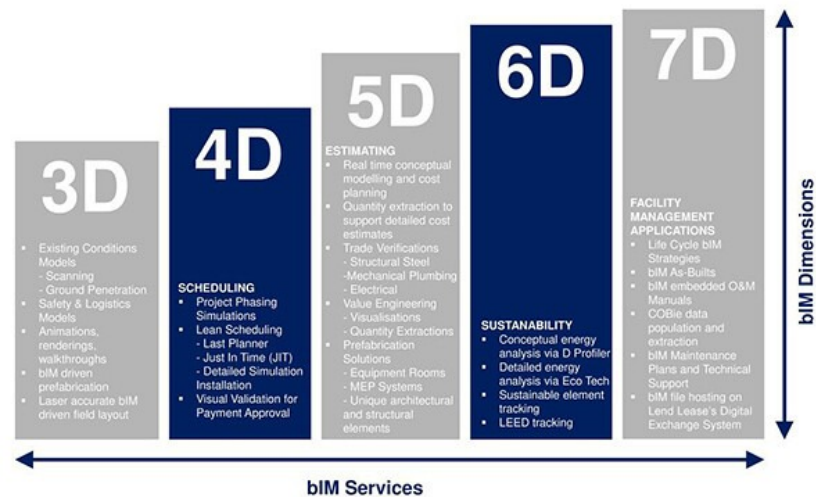 3D
▪ Existing Conditions
Models
- Scanning
- Ground Penetration
▪ Safety & Logistics
Models
▪ Animations,
renderings,
walkthroughs
▪ bIM driven
prefabrication
▪ Laser accurate bIM
driven field layout
4D
SCHEDULING
▪ Project Phasing
Simulations
▪ Lean Scheduling
- Last Planner
- Just In Time (JIT)
- Detailed Simulation
Installation
▪ Visual Validation for
Payment Approval
5D
ESTIMATING
▪ Real time conceptual
modelling and cost
planning
▪ Quantity extraction to
support detailed cost
estimates
▪ Trade Verifications
- Structural Steel
-Mechanical Plumbing
- Electrical
▪ Value Engineering
- Visualisations
- Quantity Extractions
▪ Prefabrication
Solutions
- Equipment Rooms
- MEP Systems
- Unique architectural
and structural
elements
6D
SUSTANABILITY
▪ Conceptual energy
analysis via D Profiler
▪ Detailed energy
analysis via Eco Tech
▪ Sustainable element
tracking
▪ LEED tracking
7D
FACILITY
MANAGEMENT
APPLICATIONS
▪ Life Cycle bIM
Strategies
▪ bIM As-Builts
▪ bIM embedded O&M
Manuals
▪ COBie data
population and
extraction
▪ bIM Maintenance
Plans and Technical
Support
▪ bIM file hosting on
Lend Lease's Digital
Exchange System
bIM Dimensions
bIM Services